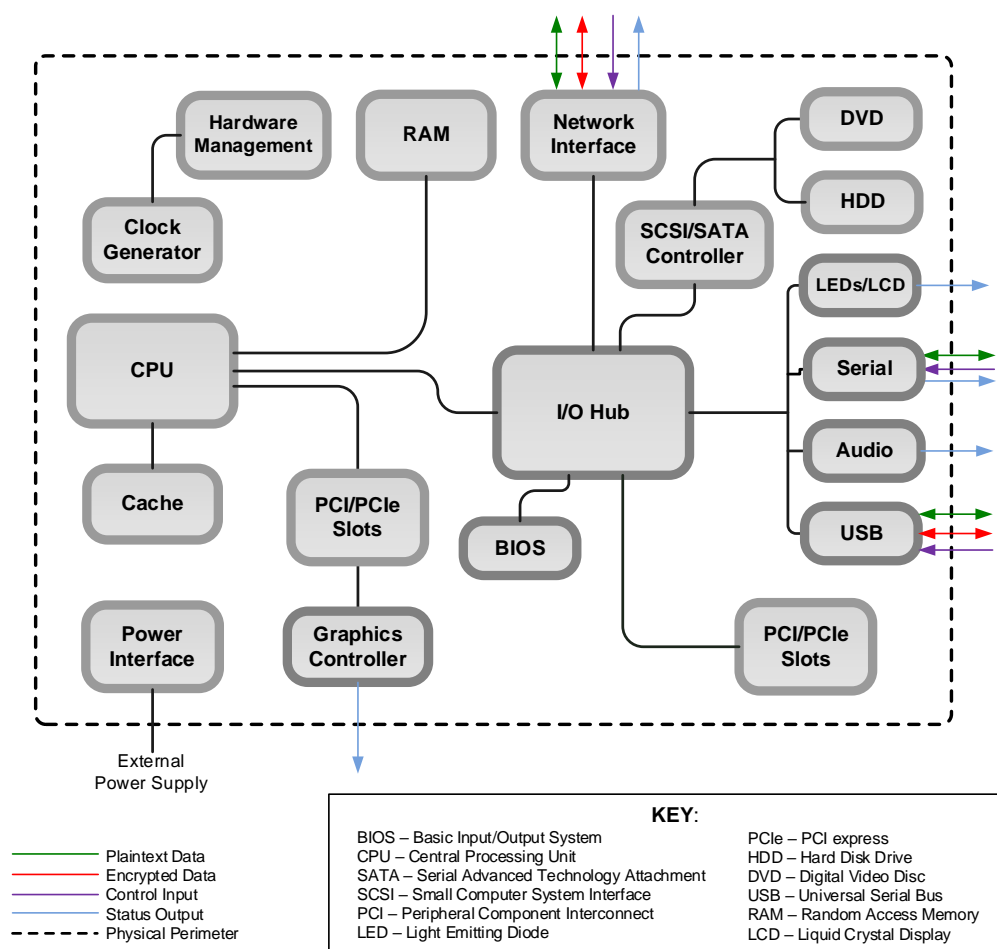 Hardware
Management
RAM
Network
Interface
DVD
HDD
Clock
Generator
SCSI/SATA
Controller
LEDs/LCD
CPU
I/O Hub
Serial
Audio
Cache
PCI/PCIe
Slots
BIOS
USB
Power
Interface
Graphics
Controller
PCI/PCIe
Slots
External
Power Supply
Plaintext Data
Encrypted Data
Control Input
Status Output
Physical Perimeter
KEY:
BIOS – Basic Input/Output System
CPU – Central Processing Unit
SATA – Serial Advanced Technology Attachment
SCSI – Small Computer System Interface
PCI – Peripheral Component Interconnect
LED – Light Emitting Diode
PCIe – PCI express
HDD – Hard Disk Drive
DVD – Digital Video Disc
USB – Universal Serial Bus
RAM – Random Access Memory
LCD – Liquid Crystal Display